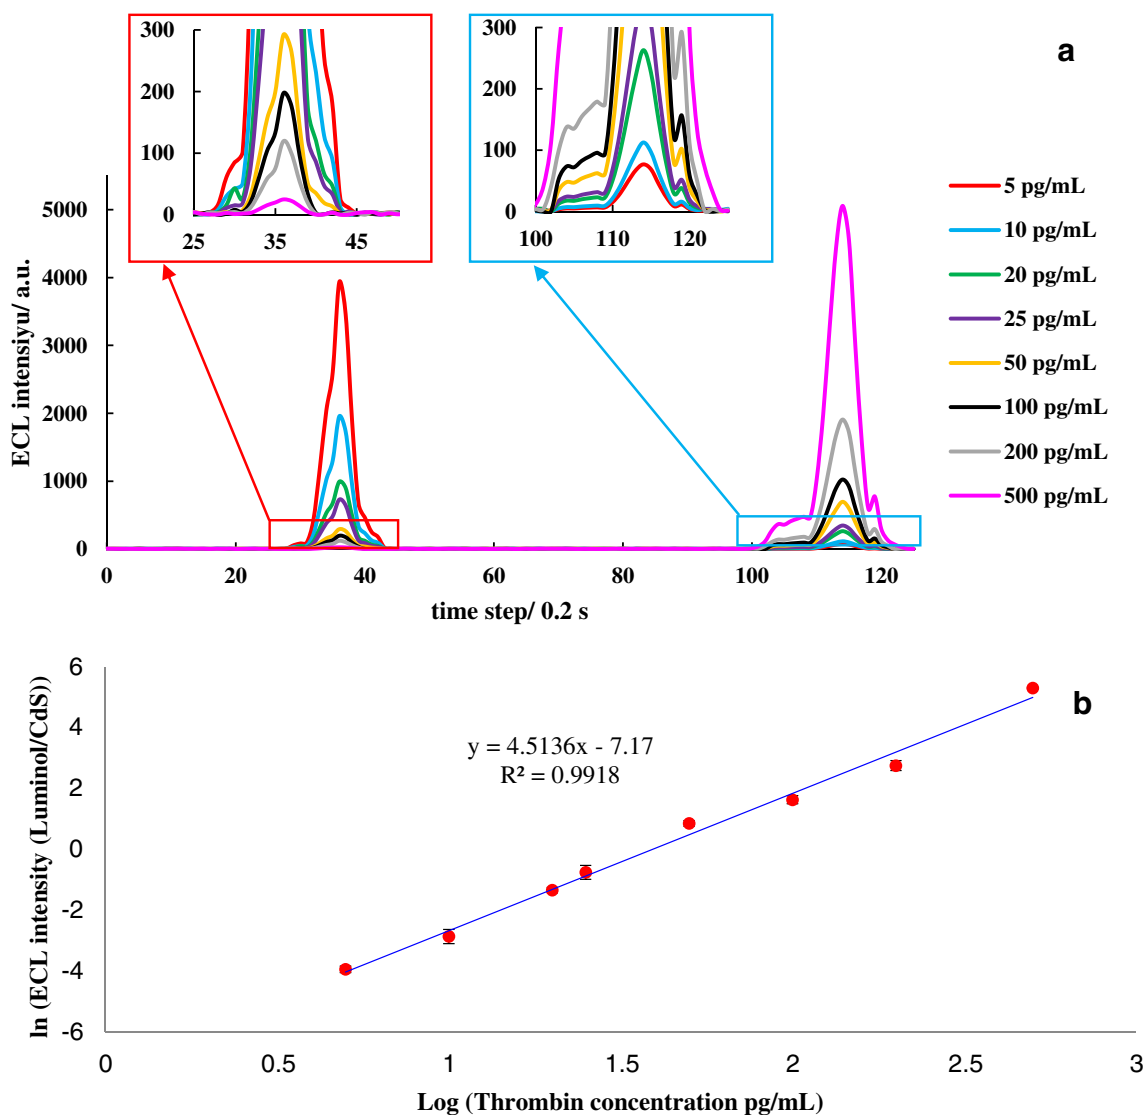 a
300
200
100
0
25 35 45
300
200
100
0
100 110 120
ECL intensiyu/ a.u.
5000
4000
3000
2000
1000
0
0 20 40 60 80 100 120
time step/ 0.2 s
5 pg/mL
10 pg/mL
20 pg/mL
25 pg/mL
50 pg/mL
100 pg/mL
200 pg/mL
500 pg/mL
b
ln (ECL intensity (Luminol/CdS))
6
4
2
0
-2
-4
-6
y = 4.5136x - 7.17
R² = 0.9918
0 0.5 1 1.5 2 2.5 3
Log (Thrombin concentration pg/mL)